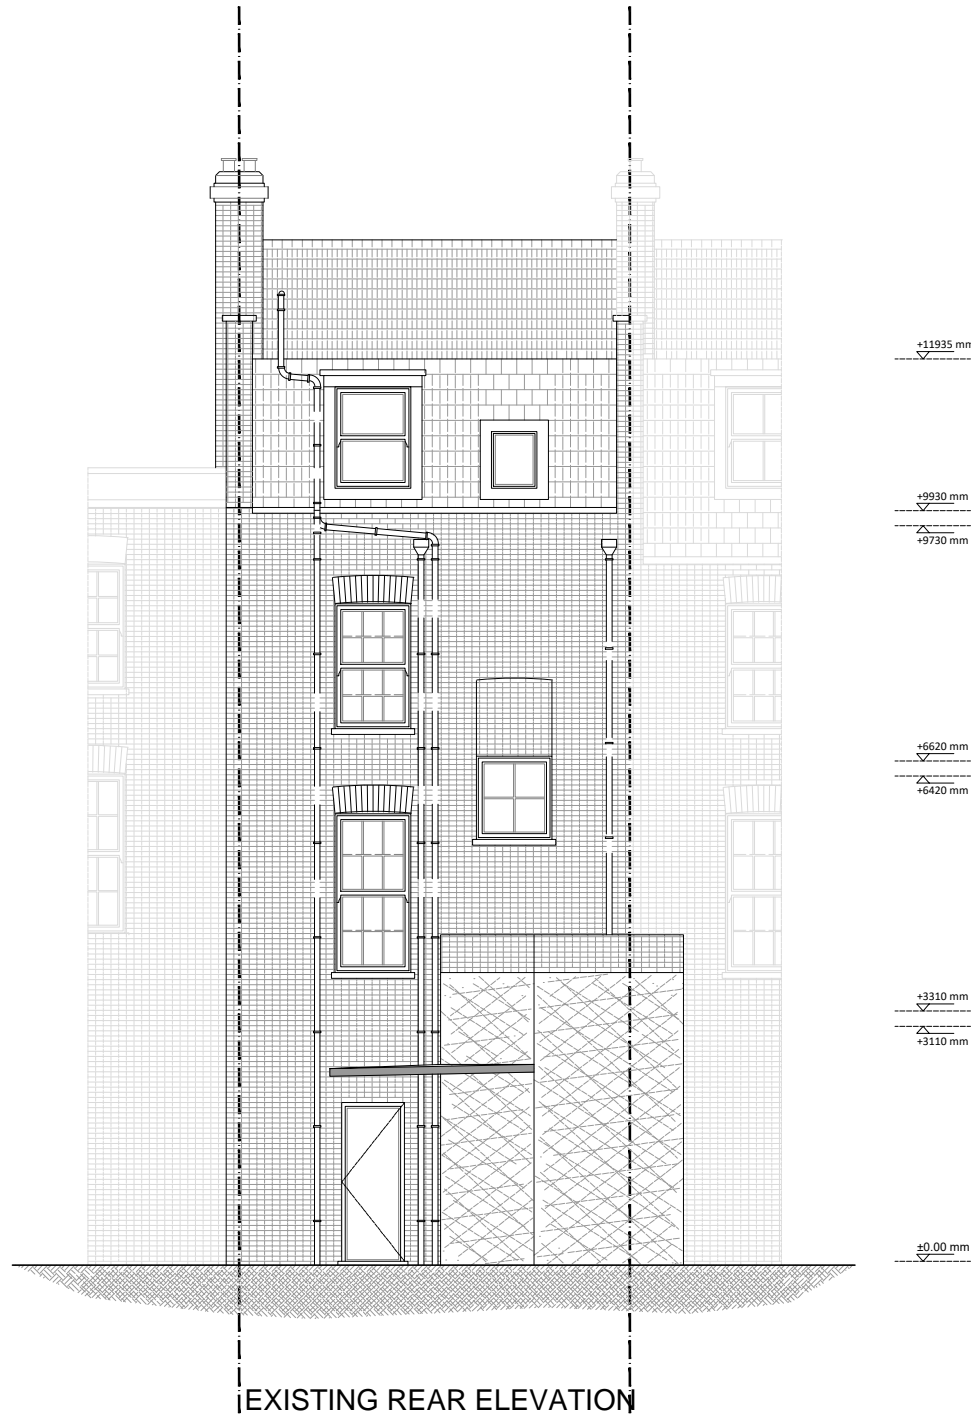 +11935 mm
+9930 mm
+9730 mm
+6620 mm
+6420 mm
+3310 mm
+3110 mm
±0.00 mm
EXISTING REAR ELEVATION